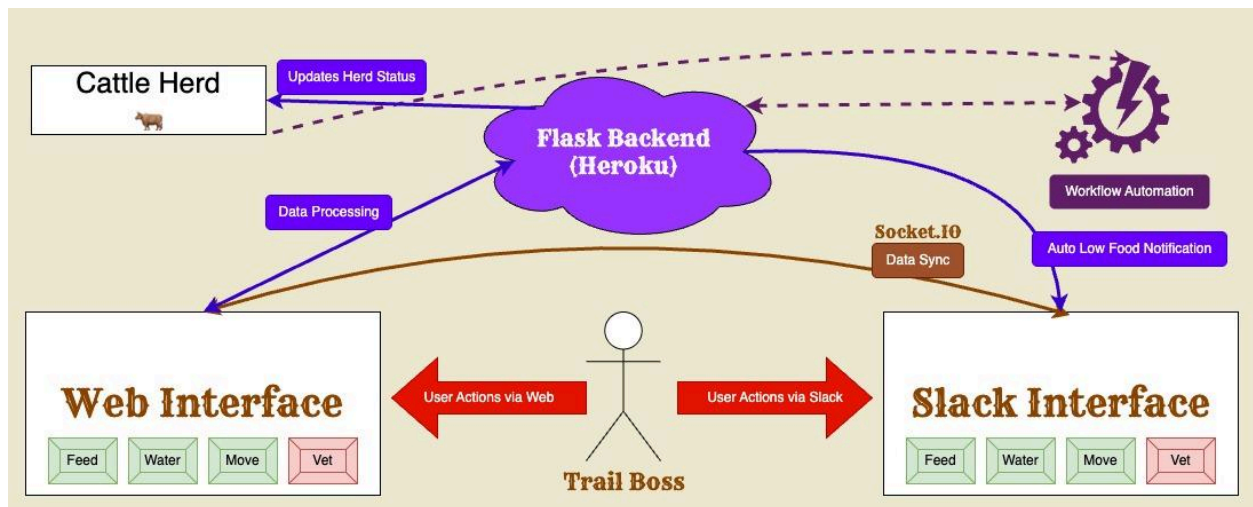 Cattle Herd
Updates Herd Status
Flask Backend
(Heroku)
Workflow Automation
Data Processing
Socket.IO
Data Sync
Auto Low Food Notification
Web Interface
Feed
Water
Move
Vet
User Actions via Web
User Actions via Slack
Trail Boss
Slack Interface
Feed
Water
Move
Vet